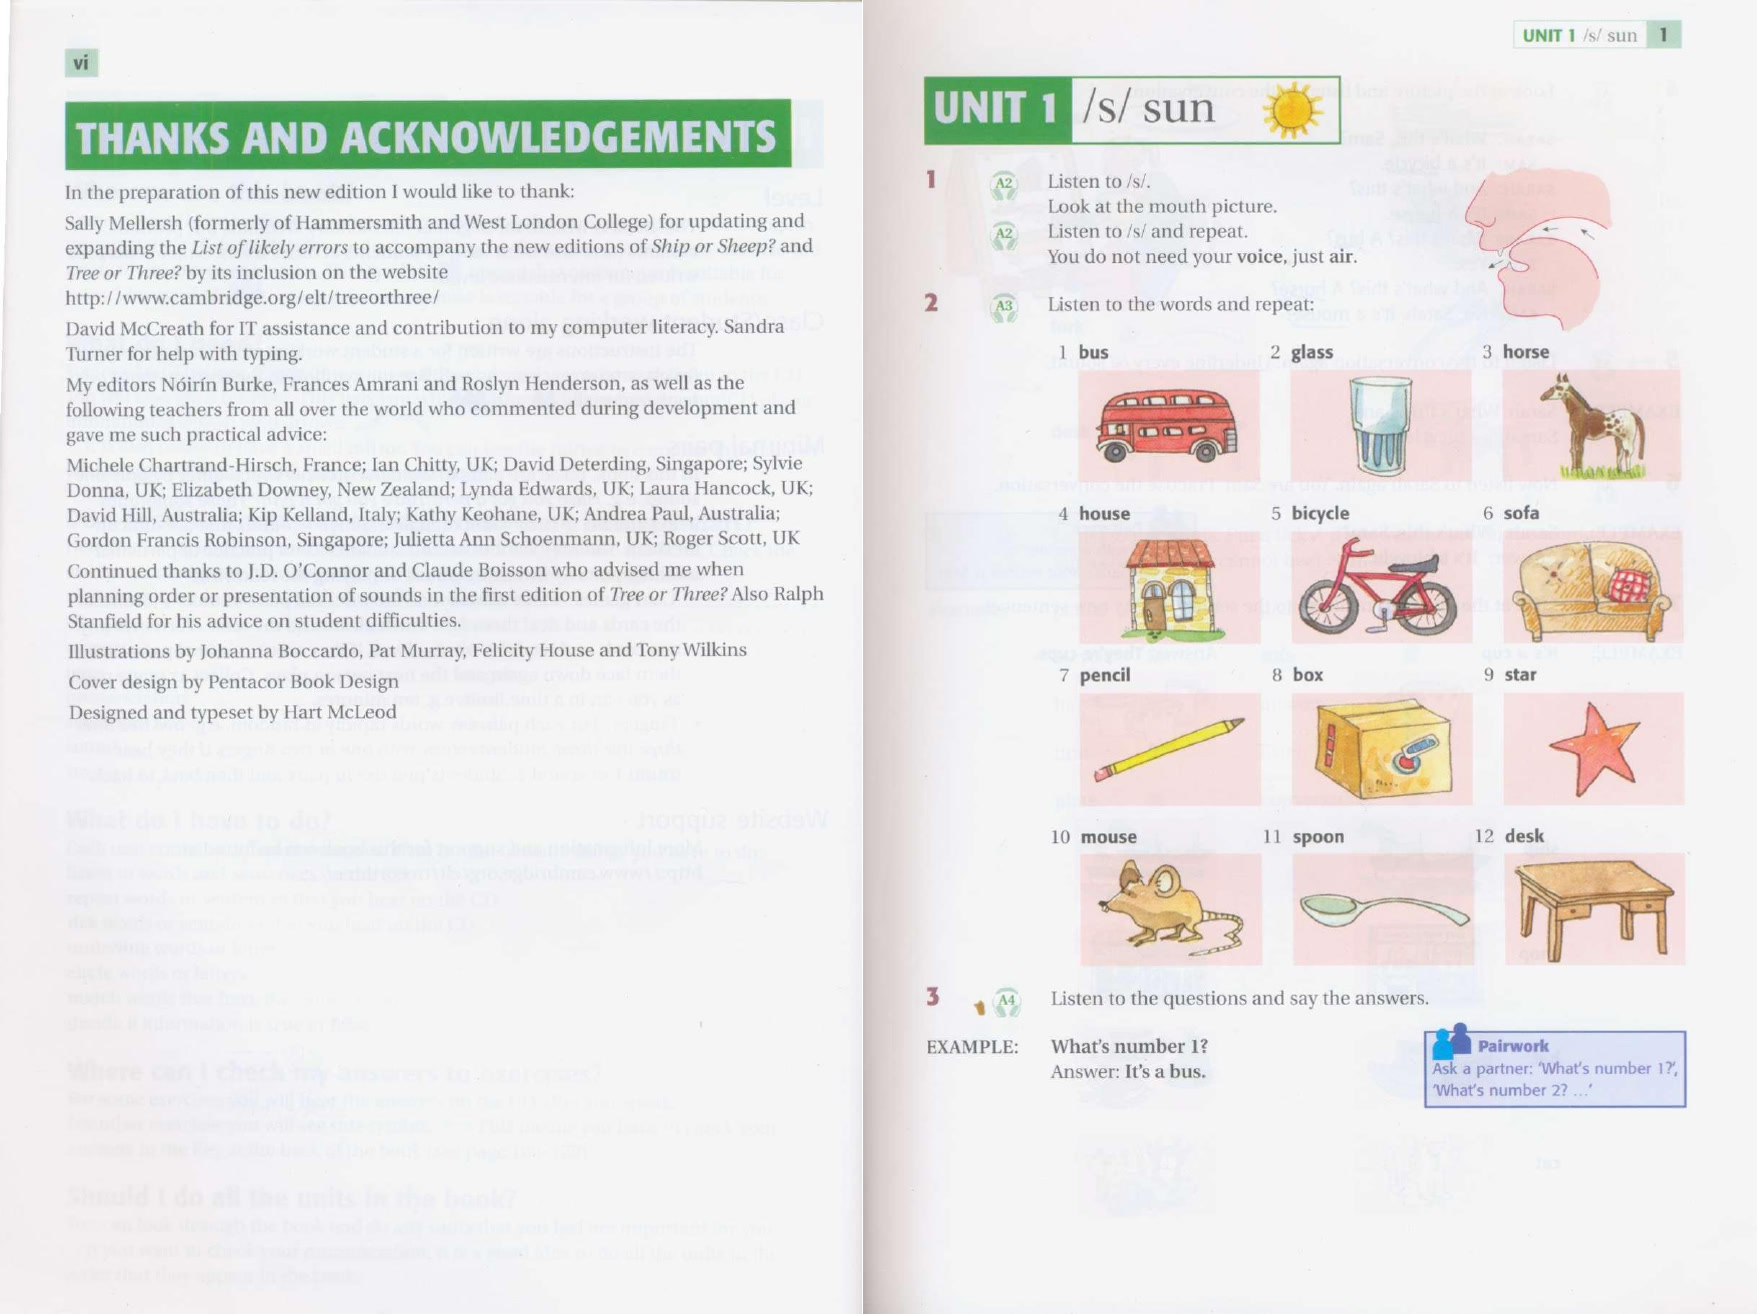 vi
THANKS AND ACKNOWLEDGEMENTS
In the preparation of this new edition I would like to thank:
Sally Mellersh (formerly of Hammersmith and West London College) for updating and
expanding the List of likely errors to accompany the new editions of Ship or Sheep? and
Tree or Three? by its inclusion on the website
http://www.cambridge.org/elt/treeorthree/
David McCreath for IT assistance and contribution to my computer literacy. Sandra
Turner for help with typing.
My editors Nóirín Burke, Frances Amrani and Roslyn Henderson, as well as the
following teachers from all over the world who commented during development and
gave me such practical advice:
Michele Chartrand-Hirsch, France; Ian Chitty, UK; David Deterding, Singapore; Sylvie
Donna, UK; Elizabeth Downey, New Zealand; Lynda Edwards, UK; Laura Hancock, UK;
David Hill, Australia; Kip Kelland, Italy; Kathy Keohane, UK; Andrea Paul, Australia;
Gordon Francis Robinson, Singapore; Julietta Ann Schoenmann, UK; Roger Scott, UK
Continued thanks to J.D. O'Connor and Claude Boisson who advised me when
planning order or presentation of sounds in the first edition of Tree or Three? Also Ralph
Stanfield for his advice on student difficulties.
Illustrations by Johanna Boccardo, Pat Murray, Felicity House and Tony Wilkins
Cover design by Pentacor Book Design
Designed and typeset by Hart McLeod
UNIT 1 /s/ sun 1
UNIT 1 /s/ sun
1 A2 Listen to /s/.
Look at the mouth picture.
A2 Listen to /s/ and repeat.
You do not need your voice, just air.
2 A3 Listen to the words and repeat:
1 bus 2 glass 3 horse
4 house 5 bicycle 6 sofa
7 pencil 8 box 9 star
10 mouse 11 spoon 12 desk
3 A4 Listen to the questions and say the answers.
EXAMPLE: What's number 1?
Answer: It's a bus.
Pairwork
Ask a partner: 'What's number 1?',
'What's number 2? ...'